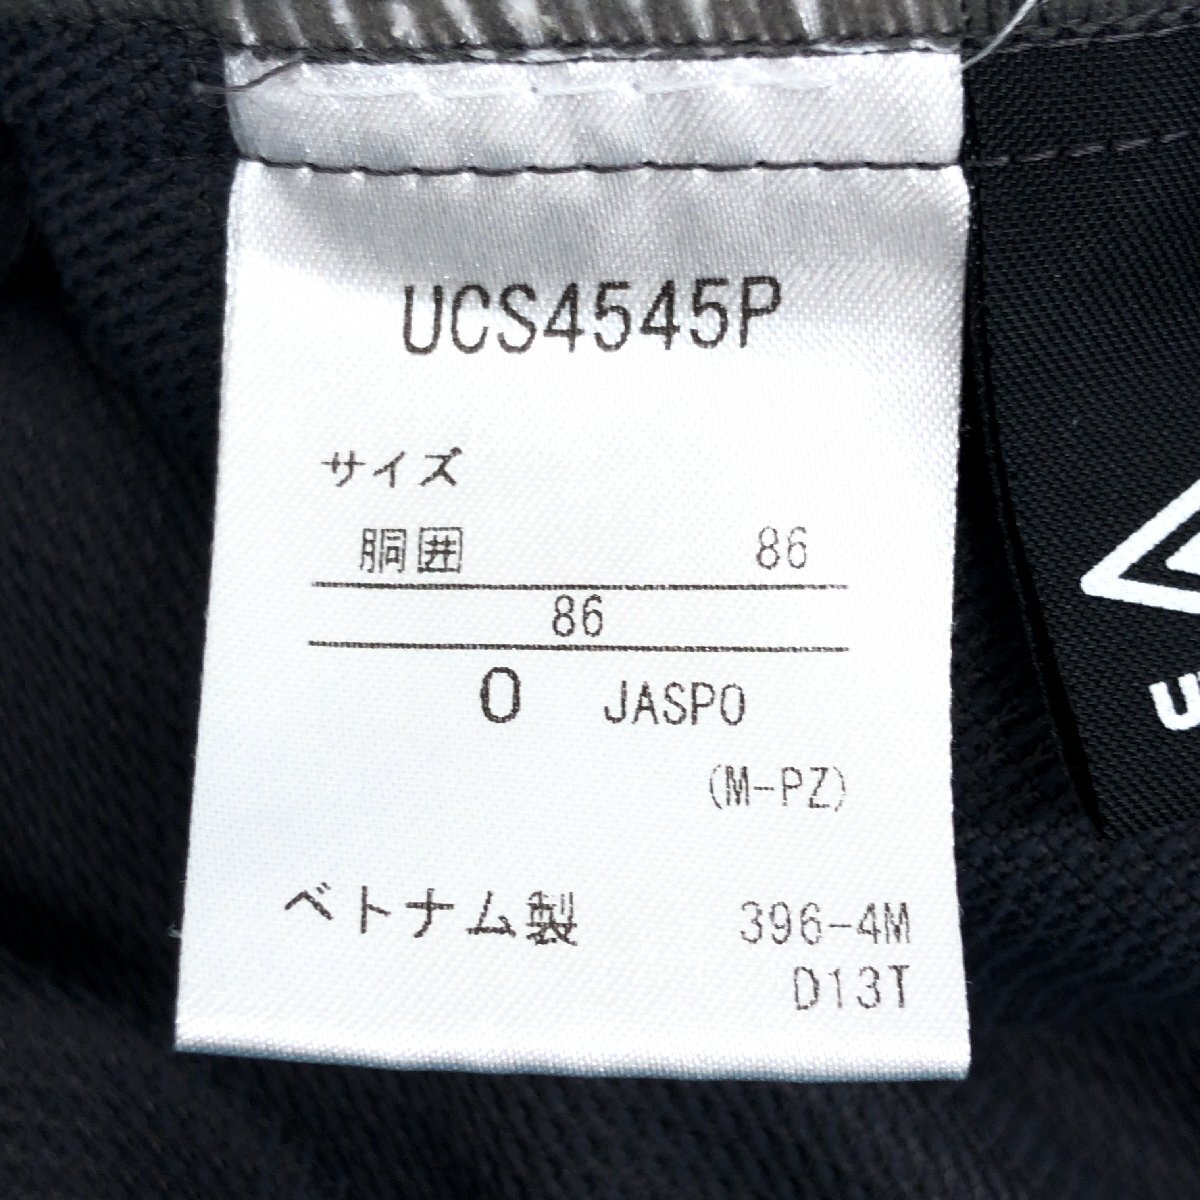 UCS4545P
サイズ
胴囲 86
86
O JASPO
(M-PZ)
ベトナム製 396-4M
D13T